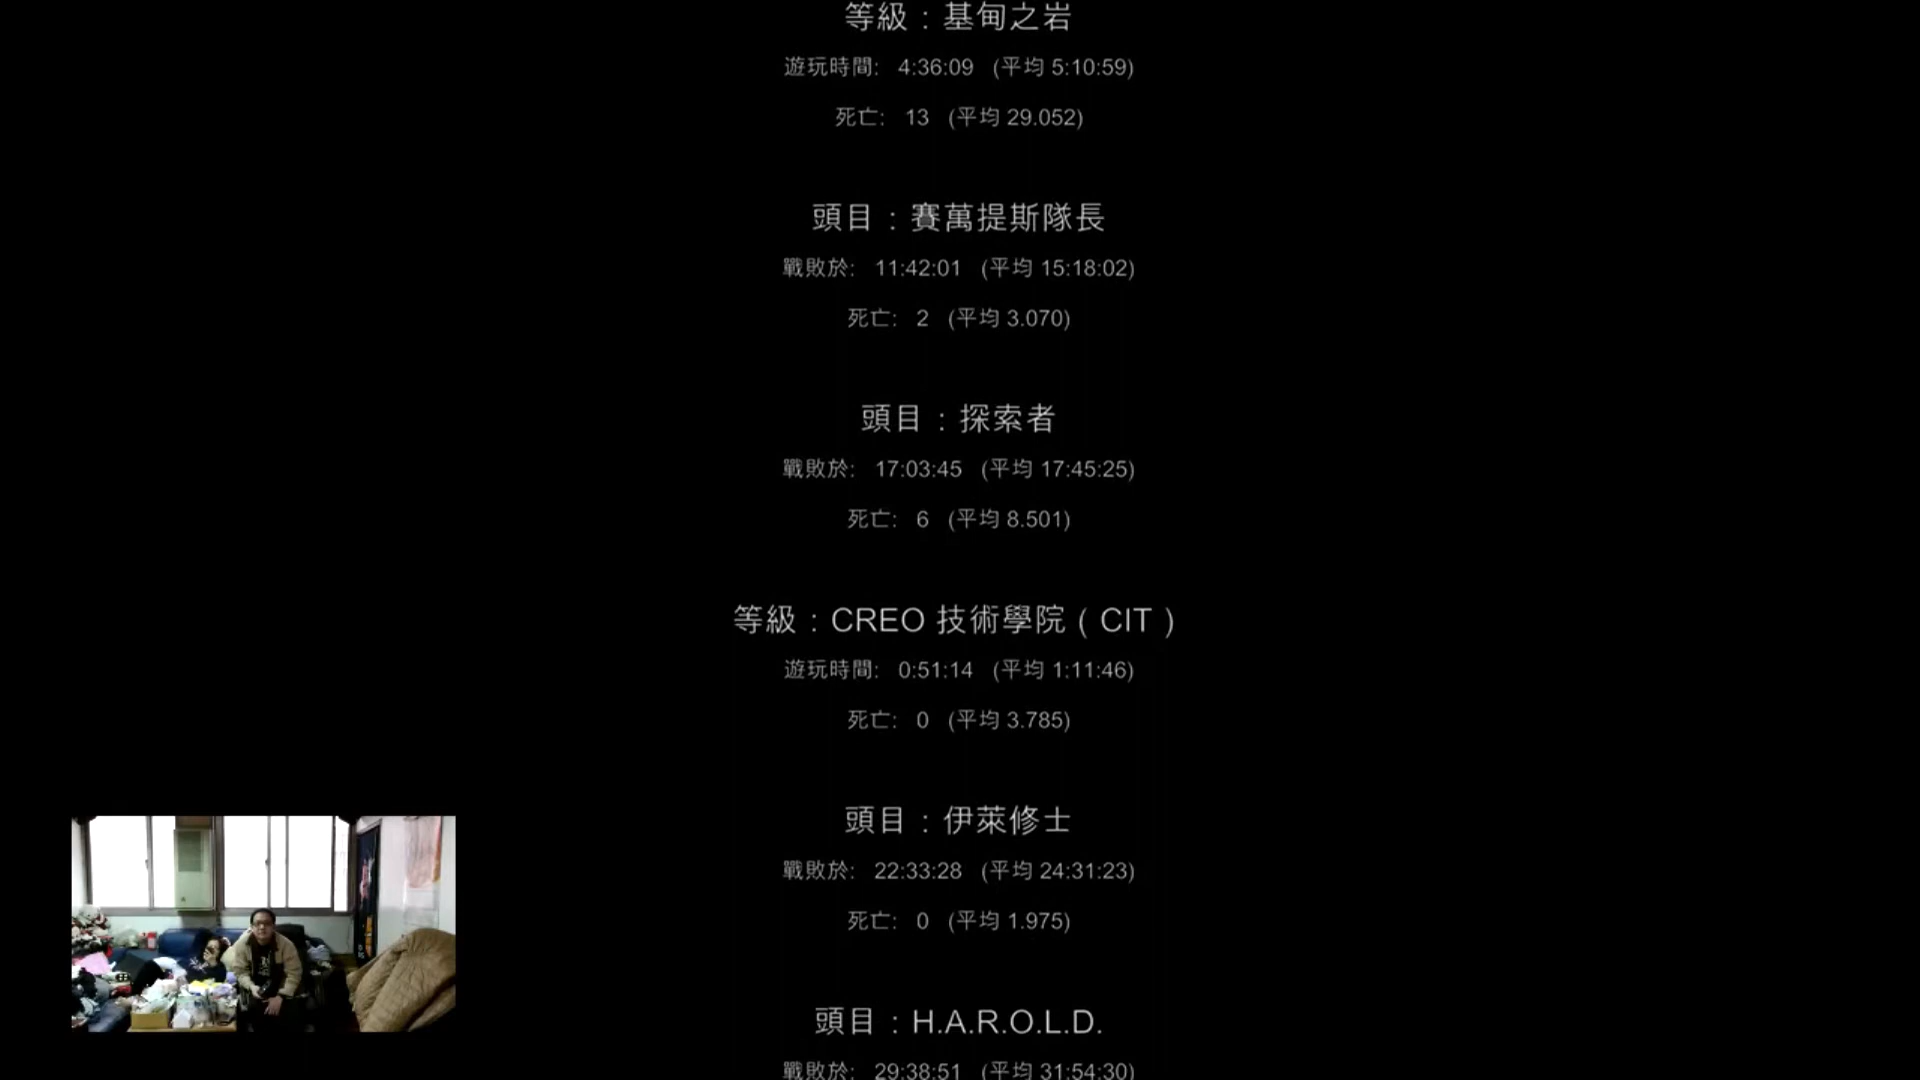 等級：基甸之岩
遊玩時間: 4:36:09 (平均 5:10:59)
死亡: 13 (平均 29.052)
頭目：賽萬提斯隊長
戰敗於: 11:42:01 (平均 15:18:02)
死亡: 2 (平均 3.070)
頭目：探索者
戰敗於: 17:03:45 (平均 17:45:25)
死亡: 6 (平均 8.501)
等級：CREO 技術學院（CIT）
遊玩時間: 0:51:14 (平均 1:11:46)
死亡: 0 (平均 3.785)
頭目：伊萊修士
戰敗於: 22:33:28 (平均 24:31:23)
死亡: 0 (平均 1.975)
頭目：H.A.R.O.L.D.
戰敗於: 29:38:51 (平均 31:54:30)